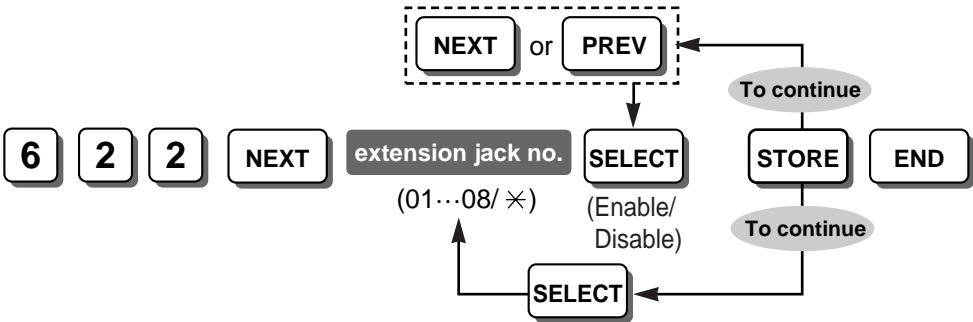 NEXT or PREV
To continue
6 2 2 NEXT extension jack no. SELECT STORE END
(01···08/ ✳)
(Enable/
Disable)
To continue
SELECT